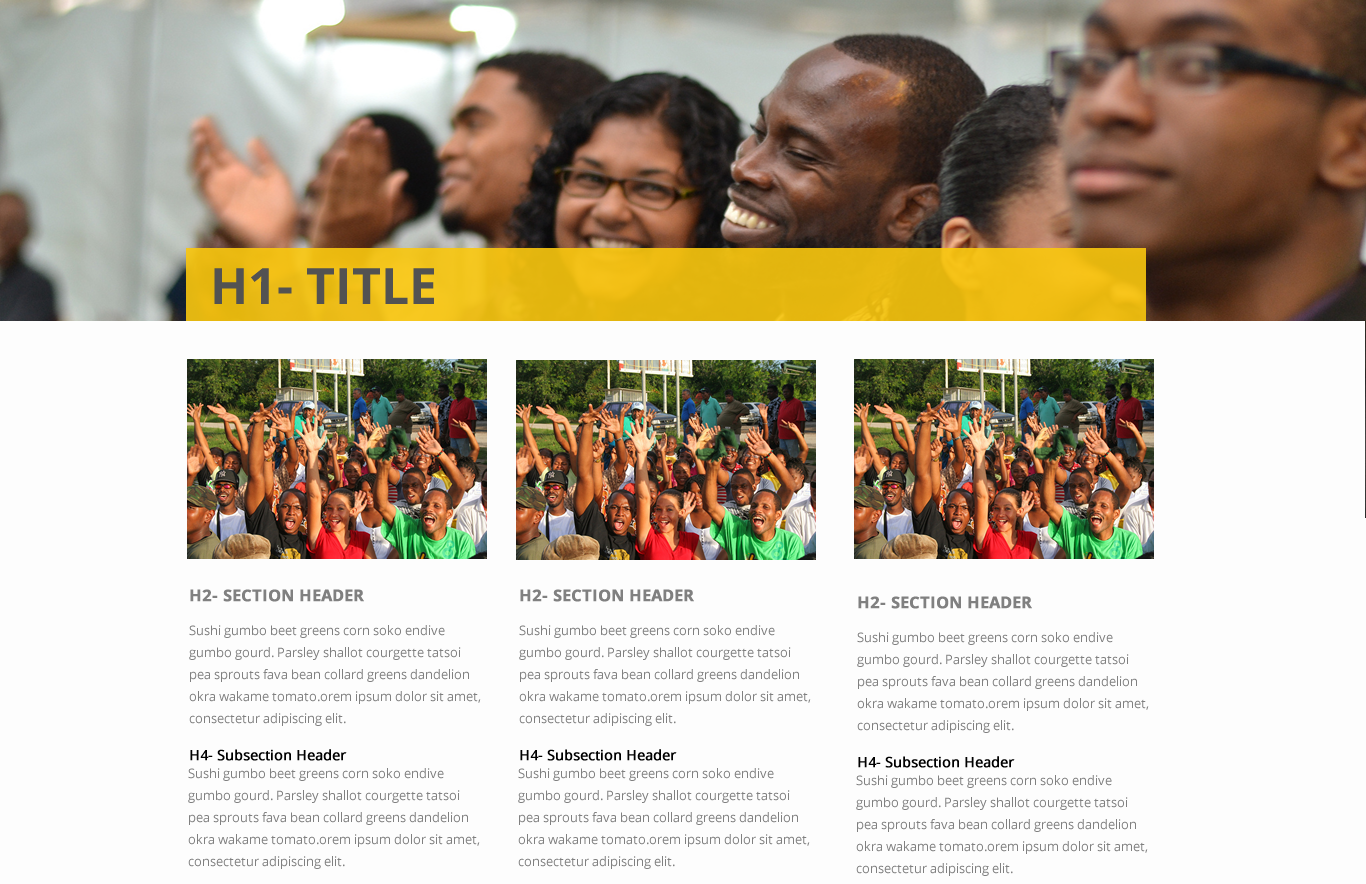 H1- TITLE
H2- SECTION HEADER
Sushi gumbo beet greens corn soko endive
gumbo gourd. Parsley shallot courgette tatsoi
pea sprouts fava bean collard greens dandelion
okra wakame tomato.orem ipsum dolor sit amet,
consectetur adipiscing elit.
H4- Subsection Header
Sushi gumbo beet greens corn soko endive
gumbo gourd. Parsley shallot courgette tatsoi
pea sprouts fava bean collard greens dandelion
okra wakame tomato.orem ipsum dolor sit amet,
consectetur adipiscing elit.
H2- SECTION HEADER
Sushi gumbo beet greens corn soko endive
gumbo gourd. Parsley shallot courgette tatsoi
pea sprouts fava bean collard greens dandelion
okra wakame tomato.orem ipsum dolor sit amet,
consectetur adipiscing elit.
H4- Subsection Header
Sushi gumbo beet greens corn soko endive
gumbo gourd. Parsley shallot courgette tatsoi
pea sprouts fava bean collard greens dandelion
okra wakame tomato.orem ipsum dolor sit amet,
consectetur adipiscing elit.
H2- SECTION HEADER
Sushi gumbo beet greens corn soko endive
gumbo gourd. Parsley shallot courgette tatsoi
pea sprouts fava bean collard greens dandelion
okra wakame tomato.orem ipsum dolor sit amet,
consectetur adipiscing elit.
H4- Subsection Header
Sushi gumbo beet greens corn soko endive
gumbo gourd. Parsley shallot courgette tatsoi
pea sprouts fava bean collard greens dandelion
okra wakame tomato.orem ipsum dolor sit amet,
consectetur adipiscing elit.